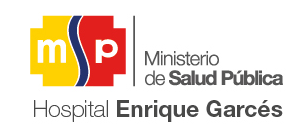 msp
Ministerio
de Salud Pública
Hospital Enrique Garcés